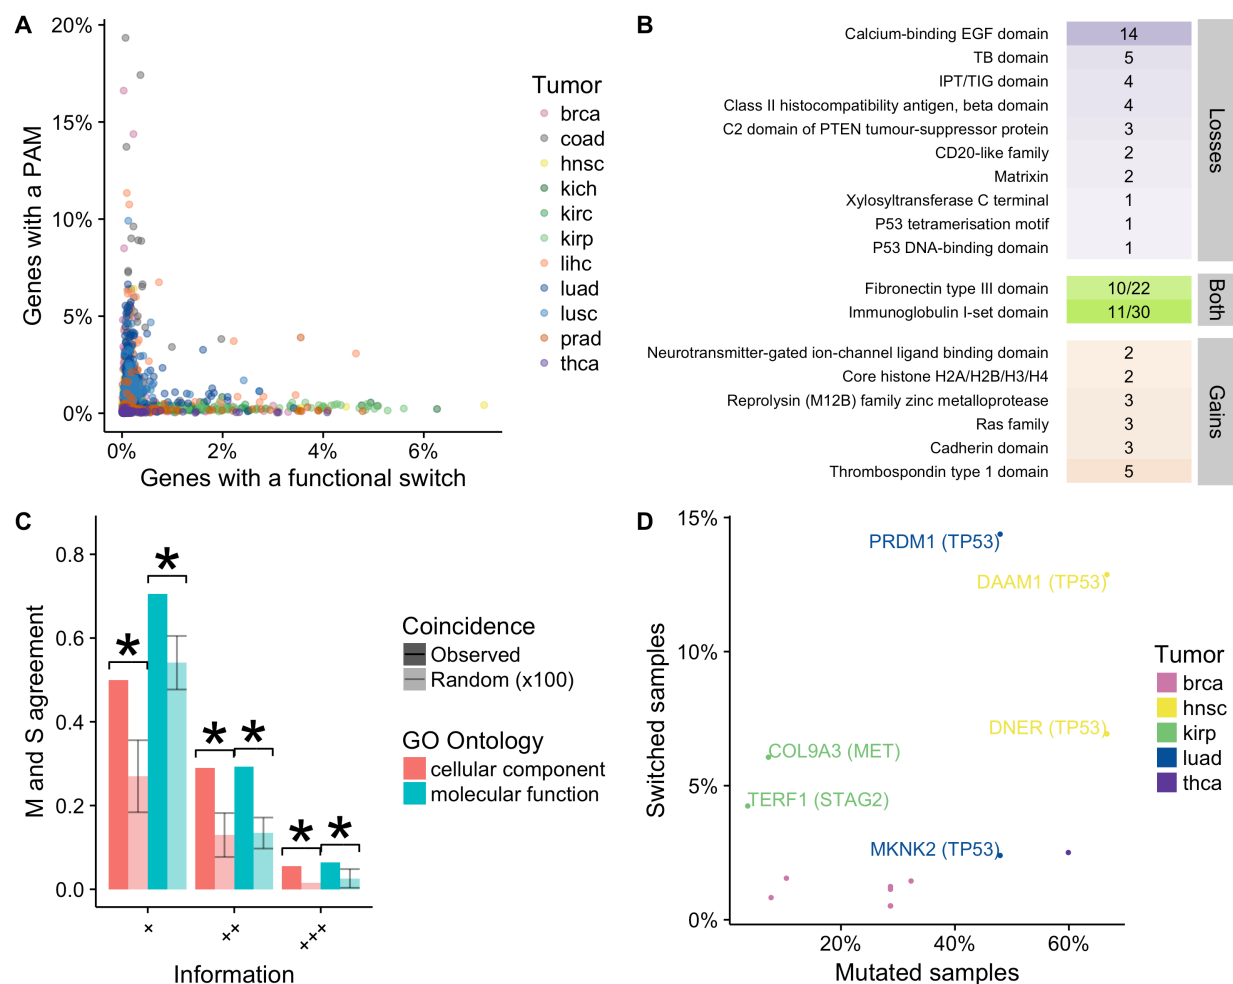 A
20%
15%
10%
5%
0%
Genes with a PAM
0%
2%
4%
6%
Genes with a functional switch
Tumor
brca
coad
hnsc
kich
kirc
kirp
lihc
luad
lusc
prad
thca
B
Calcium-binding EGF domain 14
TB domain 5
IPT/TIG domain 4
Class II histocompatibility antigen, beta domain 4
C2 domain of PTEN tumour-suppressor protein 3
CD20-like family 2
Matrixin 2
Xylosyltransferase C terminal 1
P53 tetramerisation motif 1
P53 DNA-binding domain 1
Losses
Fibronectin type III domain 10/22
Immunoglobulin I-set domain 11/30
Both
Neurotransmitter-gated ion-channel ligand binding domain 2
Core histone H2A/H2B/H3/H4 2
Reprolysin (M12B) family zinc metalloprotease 3
Ras family 3
Cadherin domain 3
Thrombospondin type 1 domain 5
Gains
C
M and S agreement
0.8
0.6
0.4
0.2
0.0
*
*
*
*
*
*
+
++
+++
Information
Coincidence
Observed
Random (x100)
GO Ontology
cellular component
molecular function
D
Switched samples
15%
10%
5%
0%
PRDM1 (TP53)
DAAM1 (TP53)
DNER (TP53)
COL9A3 (MET)
TERF1 (STAG2)
MKNK2 (TP53)
20%
40%
60%
Mutated samples
Tumor
brca
hnsc
kirp
luad
thca